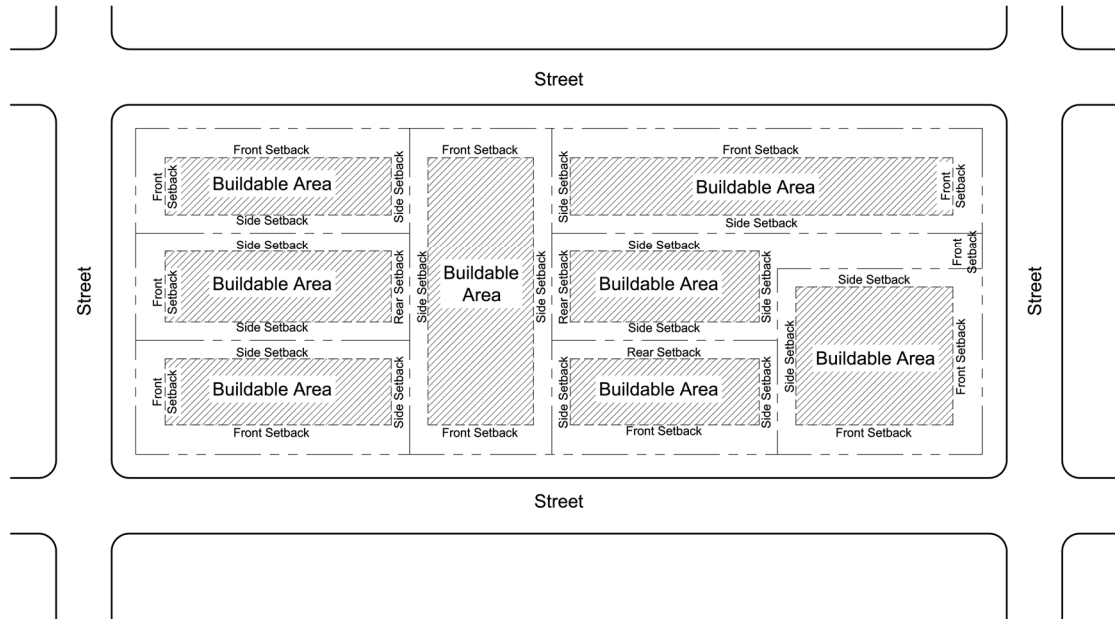 Street
Front Setback
Front Setback
Front Setback
Front
Setback
Buildable Area
Side Setback
Side Setback
Buildable Area
Front
Setback
Side Setback
Side Setback
Side Setback
Side Setback
Front
Setback
Buildable Area
Rear Setback
Side Setback
Side Setback
Buildable
Area
Side Setback
Rear Setback
Side Setback
Buildable Area
Side Setback
Side Setback
Front
Setback
Side Setback
Street
Street
Side Setback
Front
Setback
Buildable Area
Side Setback
Front Setback
Front Setback
Rear Setback
Side Setback
Buildable Area
Side Setback
Front Setback
Side Setback
Buildable Area
Front Setback
Front Setback
Street